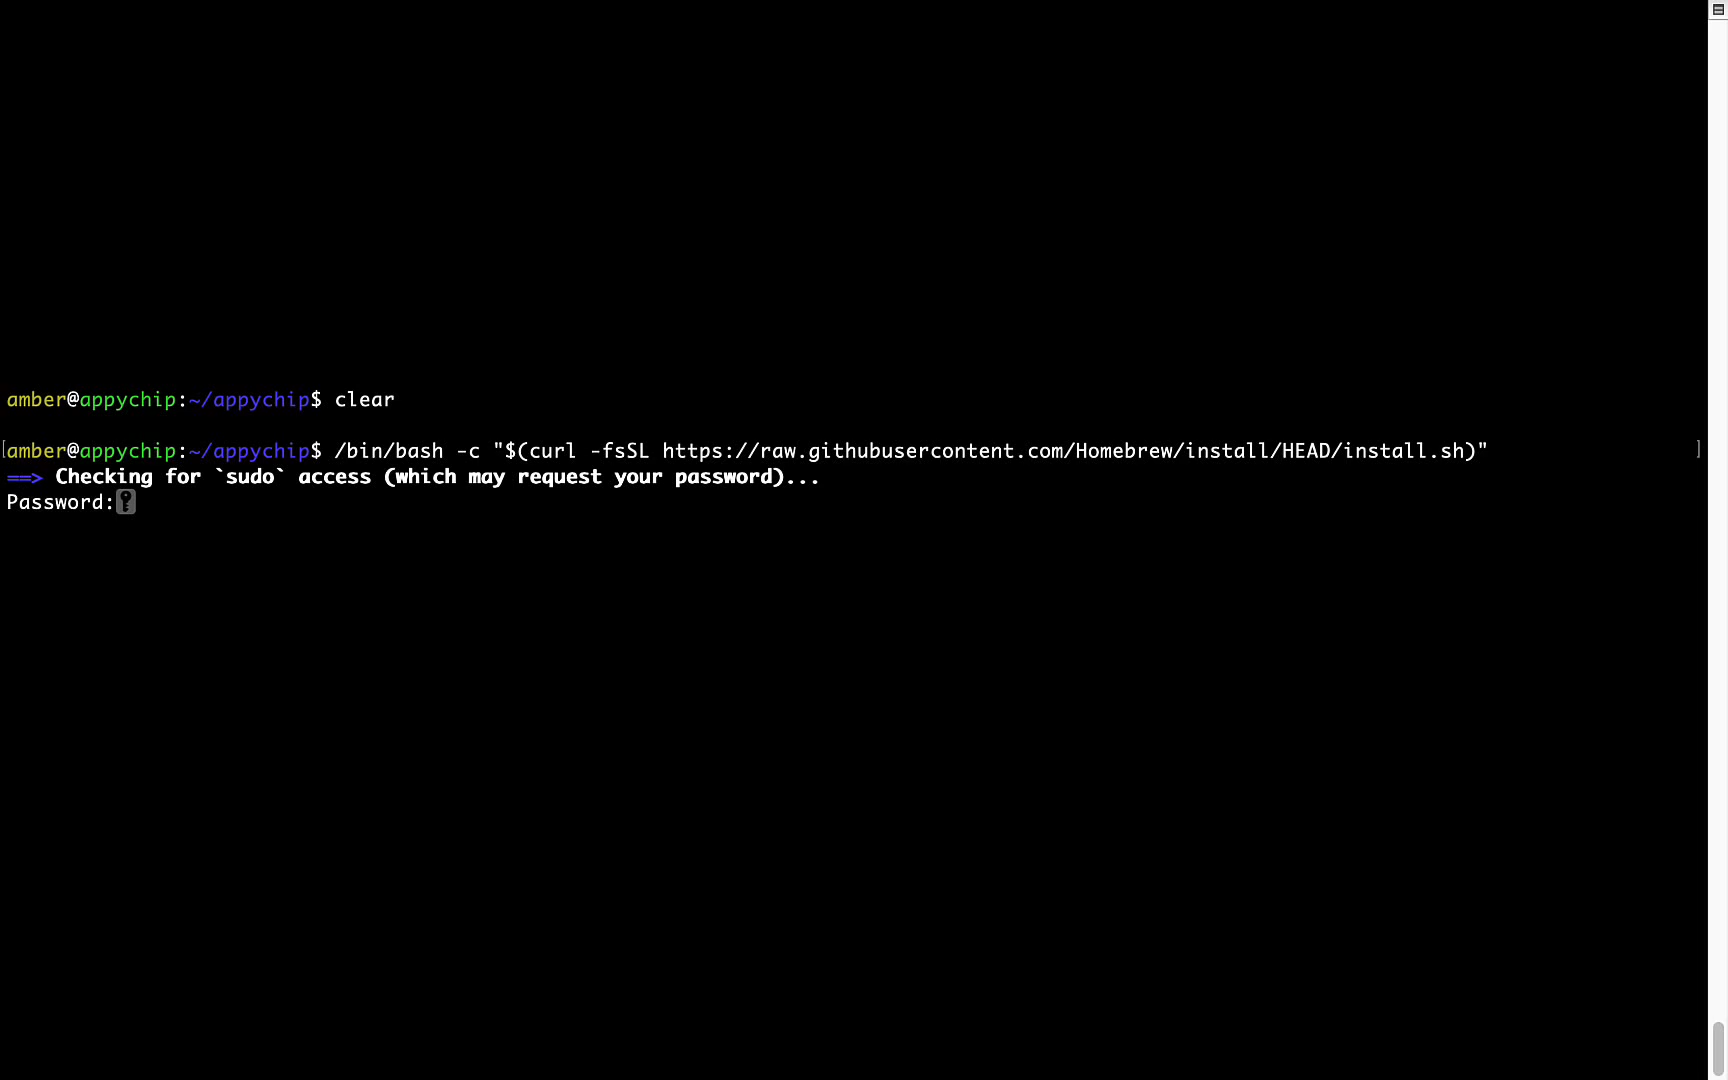 amber@appychip:~/appychip$ clear
[amber@appychip:~/appychip$ /bin/bash -c "$(curl -fsSL https://raw.githubusercontent.com/Homebrew/install/HEAD/install.sh)" ]
==> Checking for `sudo` access (which may request your password)...
Password: